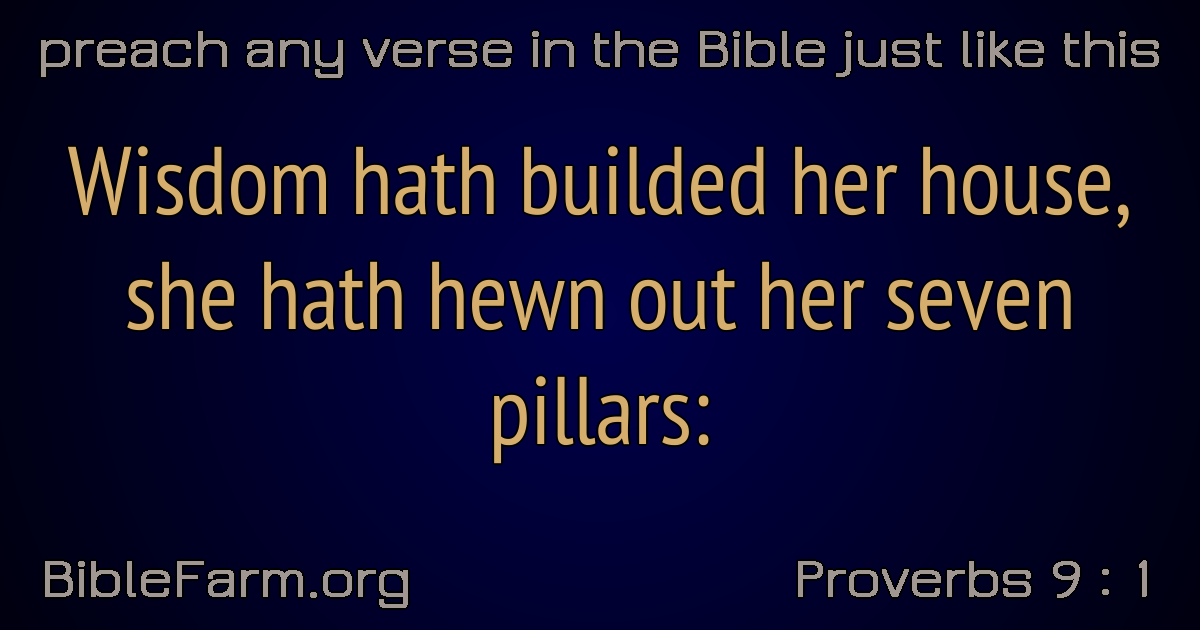 preach any verse in the Bible just like this
Wisdom hath builded her house,
she hath hewn out her seven
pillars:
BibleFarm.org
Proverbs 9 : 1